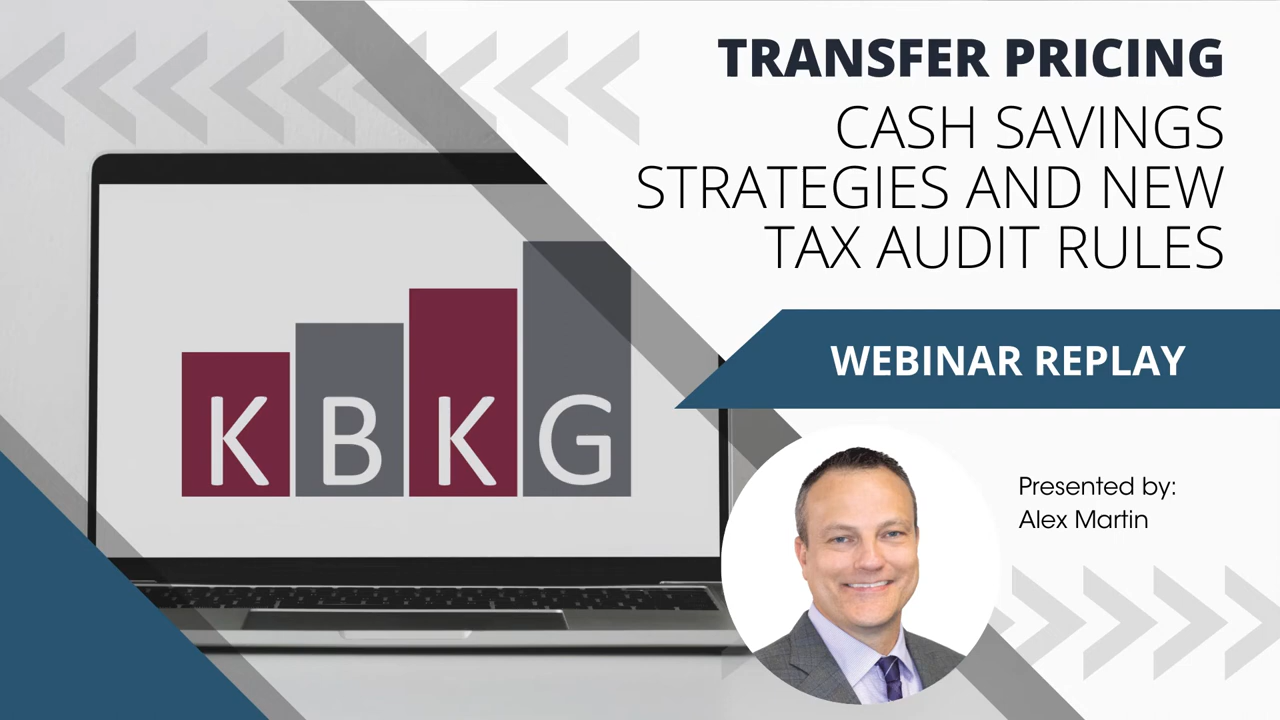 TRANSFER PRICING
CASH SAVINGS
STRATEGIES AND NEW
TAX AUDIT RULES
WEBINAR REPLAY
KBKG
Presented by:
Alex Martin